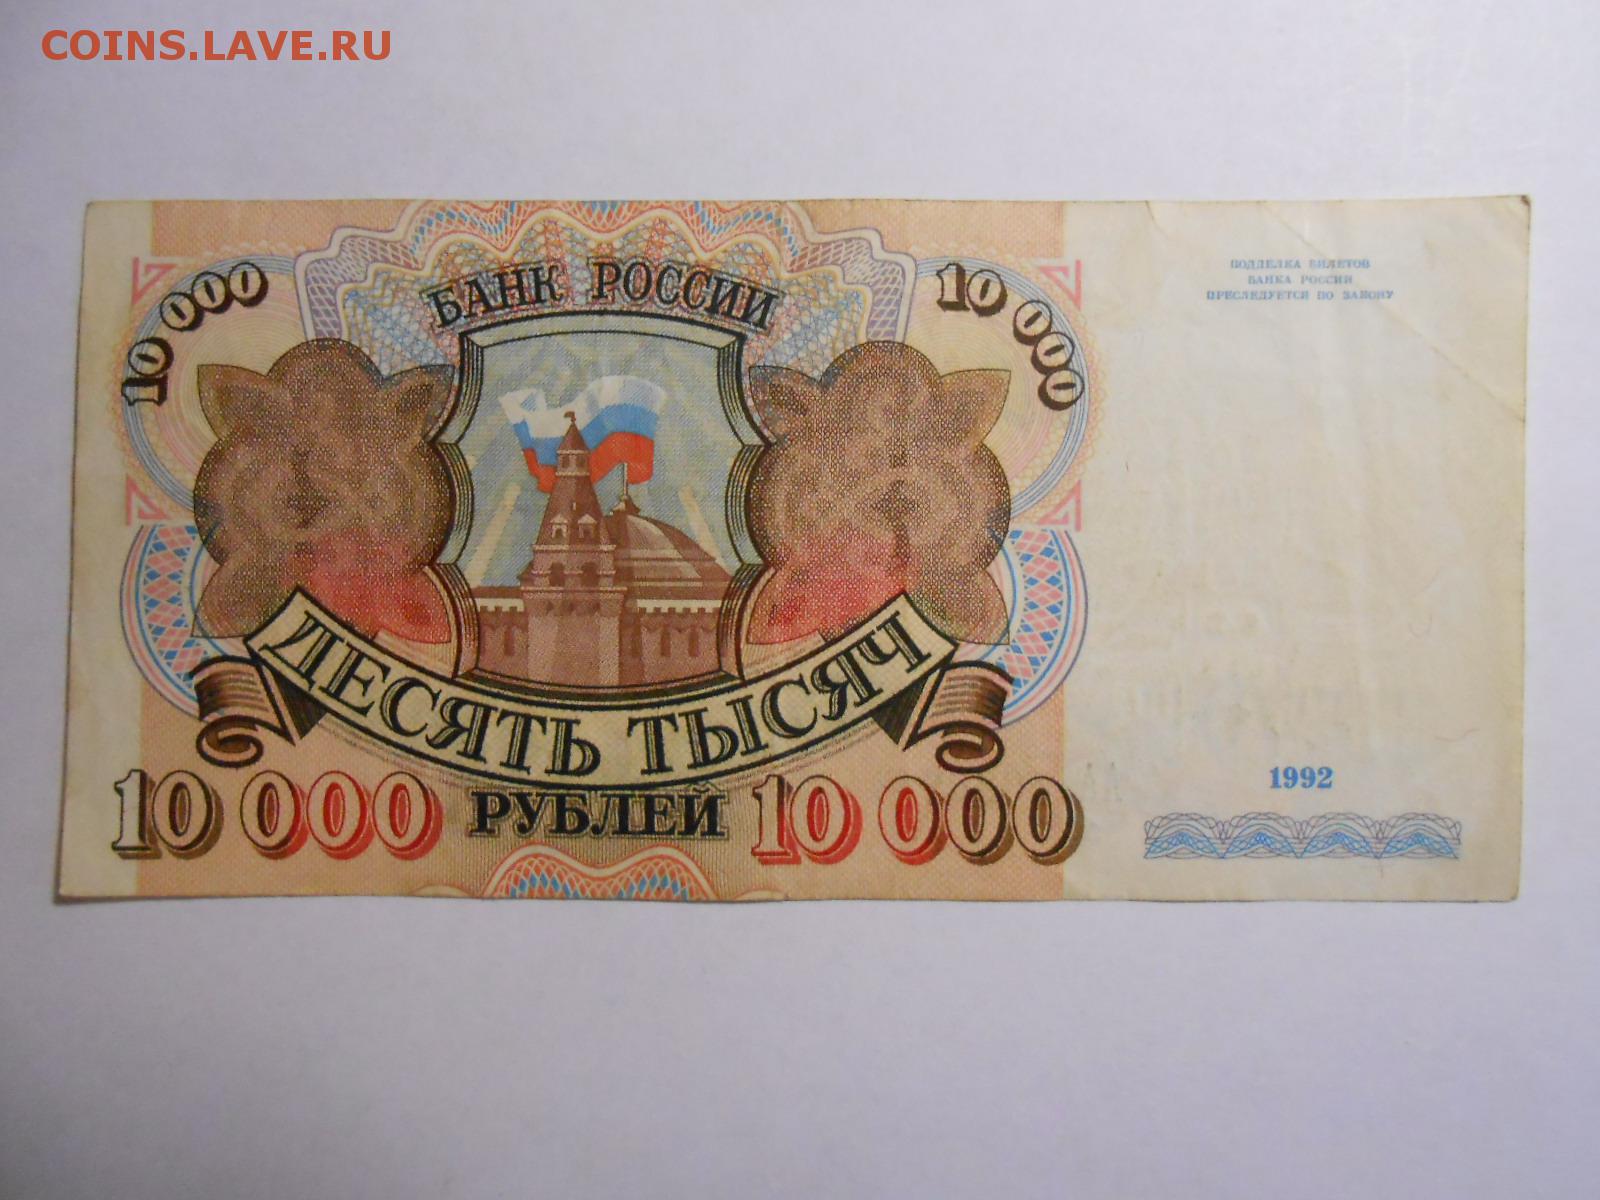 COINS.LAVE.RU
10 000
БАНК РОССИИ
10 000
ПОДДЕЛКА БИЛЕТОВ
БАНКА РОССИИ
ПРЕСЛЕДУЕТСЯ ПО ЗАКОНУ
ДЕСЯТЬ ТЫСЯЧ
10 000 РУБЛЕЙ 10 000
1992